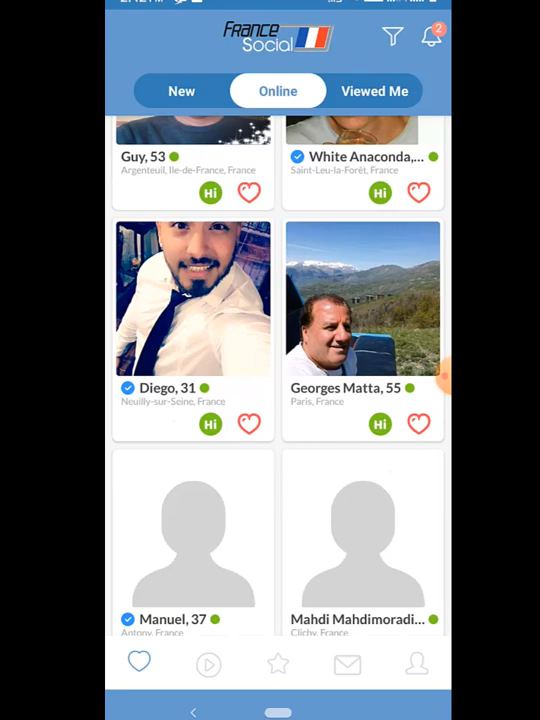 France
Social
2
New
Online
Viewed Me
Guy, 53
Argenteuil, Ile-de-France, France
White Anaconda,...
Saint-Leu-la-Forêt, France
Hi
Hi
Diego, 31
Neuilly-sur-Seine, France
Georges Matta, 55
Paris, France
Hi
Hi
Manuel, 37
Antony, France
Mahdi Mahdimoradi...
Clichy, France